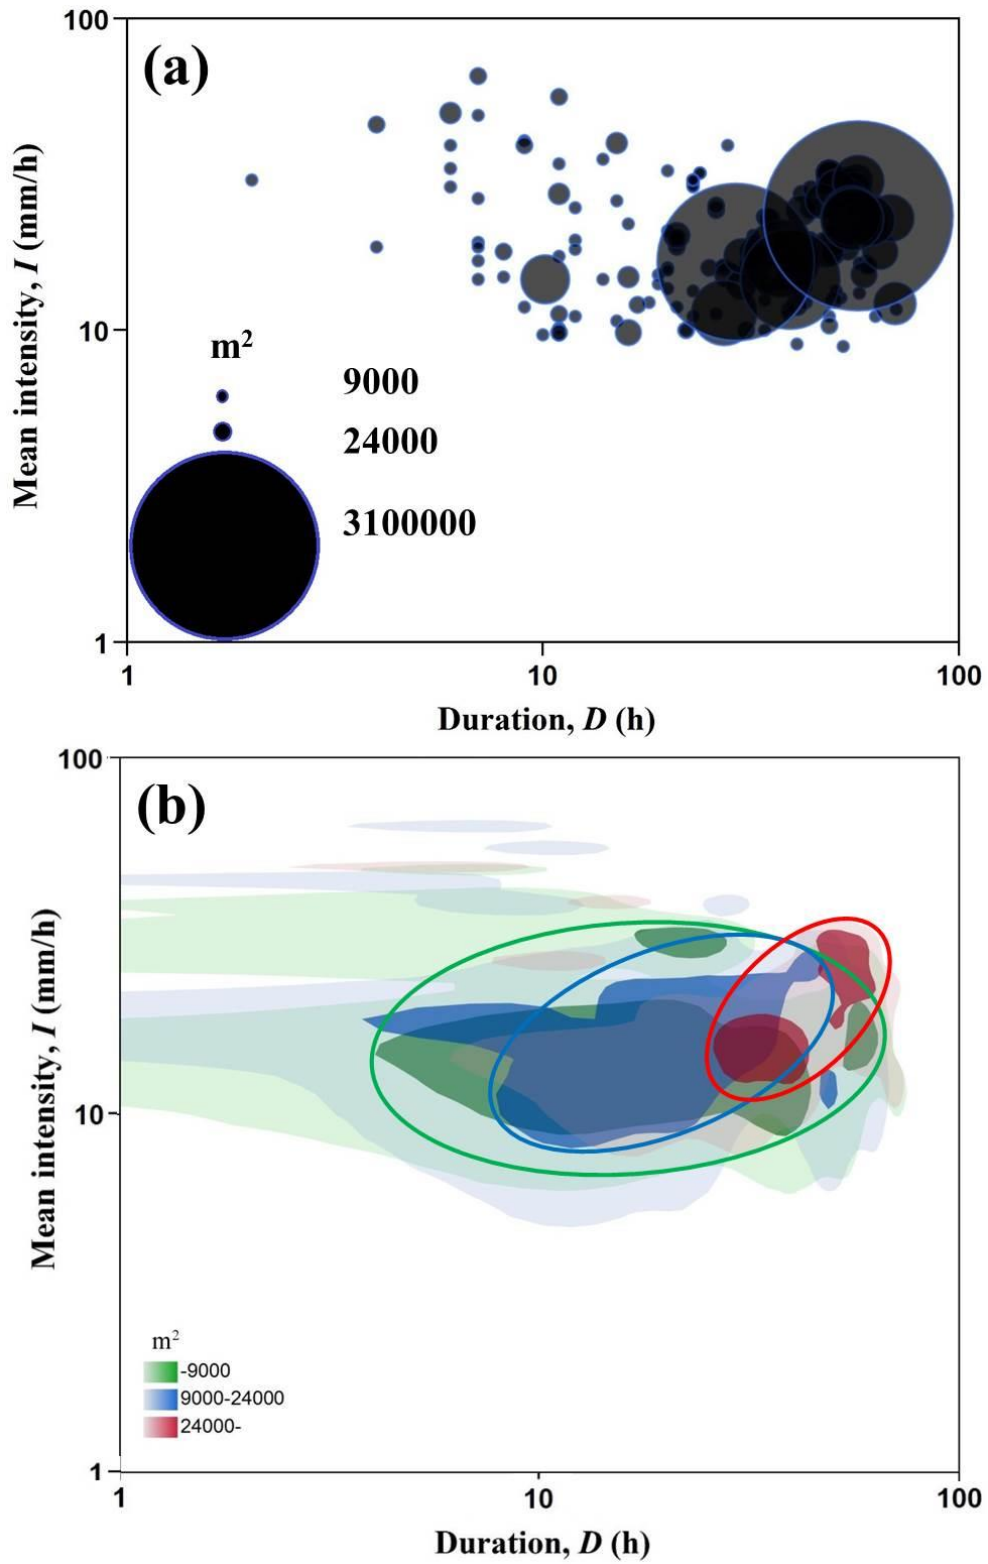 100
(a)
Mean intensity, I (mm/h)
10
m²
9000
24000
3100000
1
1
10
100
Duration, D (h)
100
(b)
Mean intensity, I (mm/h)
10
m²
-9000
9000-24000
24000-
1
1
10
100
Duration, D (h)